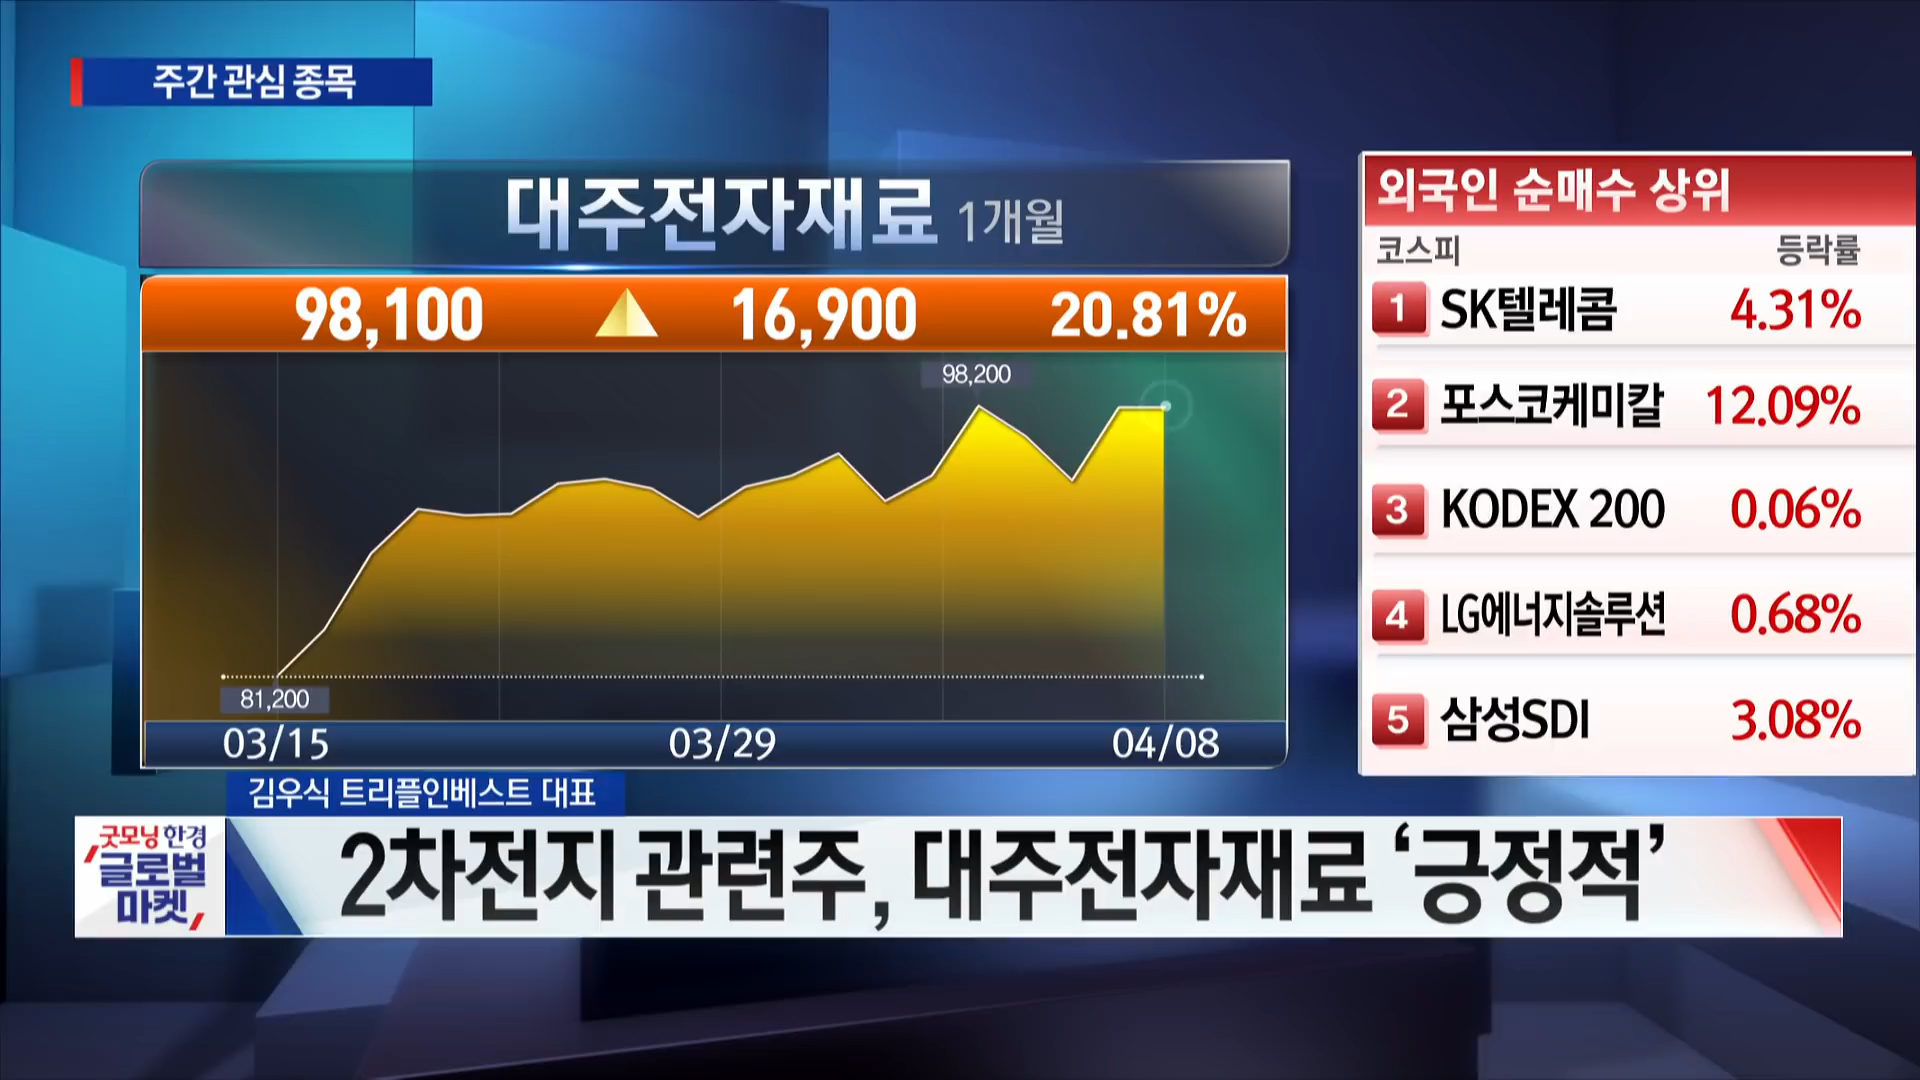 주간 관심 종목
대주전자재료 1개월
98,100 16,900 20.81%
98,200
81,200
03/15 03/29 04/08
외국인 순매수 상위
코스피 등락률
1 SK텔레콤 4.31%
2 포스코케미칼 12.09%
3 KODEX 200 0.06%
4 LG에너지솔루션 0.68%
5 삼성SDI 3.08%
김우식 트리플인베스트 대표
굿모닝 한경
글로벌
마켓
2차전지 관련주, 대주전자재료 ‘긍정적’